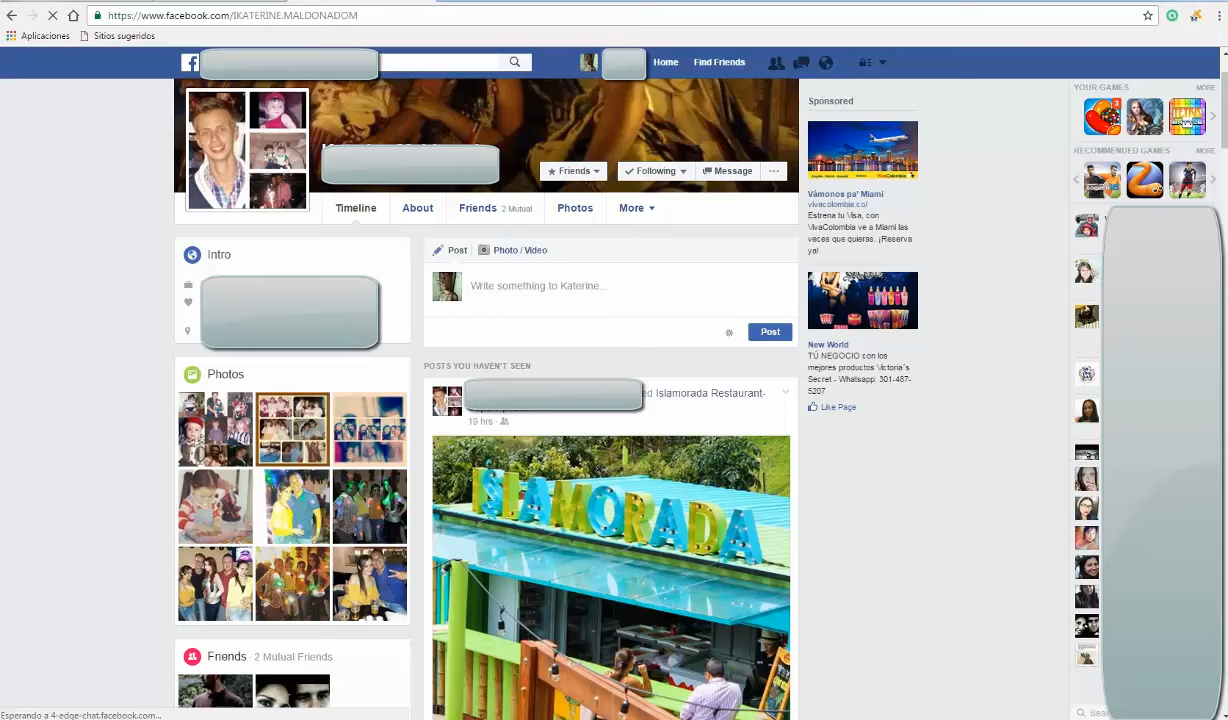 https://www.facebook.com/IKATERINE.MALDONADOM
Aplicaciones
Sitios sugeridos
Home
Find Friends
Friends
Following
Message
Timeline
About
Friends 2 Mutual
Photos
More
Intro
Photos
Friends · 2 Mutual Friends
Post
Photo / Video
Write something to Katerine...
Post
POSTS YOU HAVEN'T SEEN
ed Islamorada Restaurant-
19 hrs ·
ISLAMORADA
Sponsored
VivaColombia
Vámonos pa' Miami
vivacolombia.co/
Estrena tu Visa, con
VivaColombia ve a Miami las
veces que quieras. ¡Reserva
ya!
New World
TÚ NEGOCIO con los
mejores productos Victoria´s
Secret - Whatsapp: 301-487-
5207
Like Page
YOUR GAMES
MORE
3
TETRIS
RECOMMENDED GAMES
MORE
Esperando a 4-edge-chat.facebook.com...